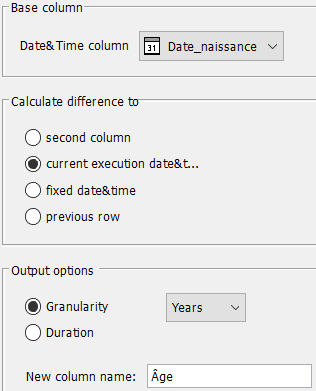 Base column
Date&Time column
31
Date_naissance
Calculate difference to
second column
current execution date&t...
fixed date&time
previous row
Output options
Granularity
Years
Duration
New column name:
Âge